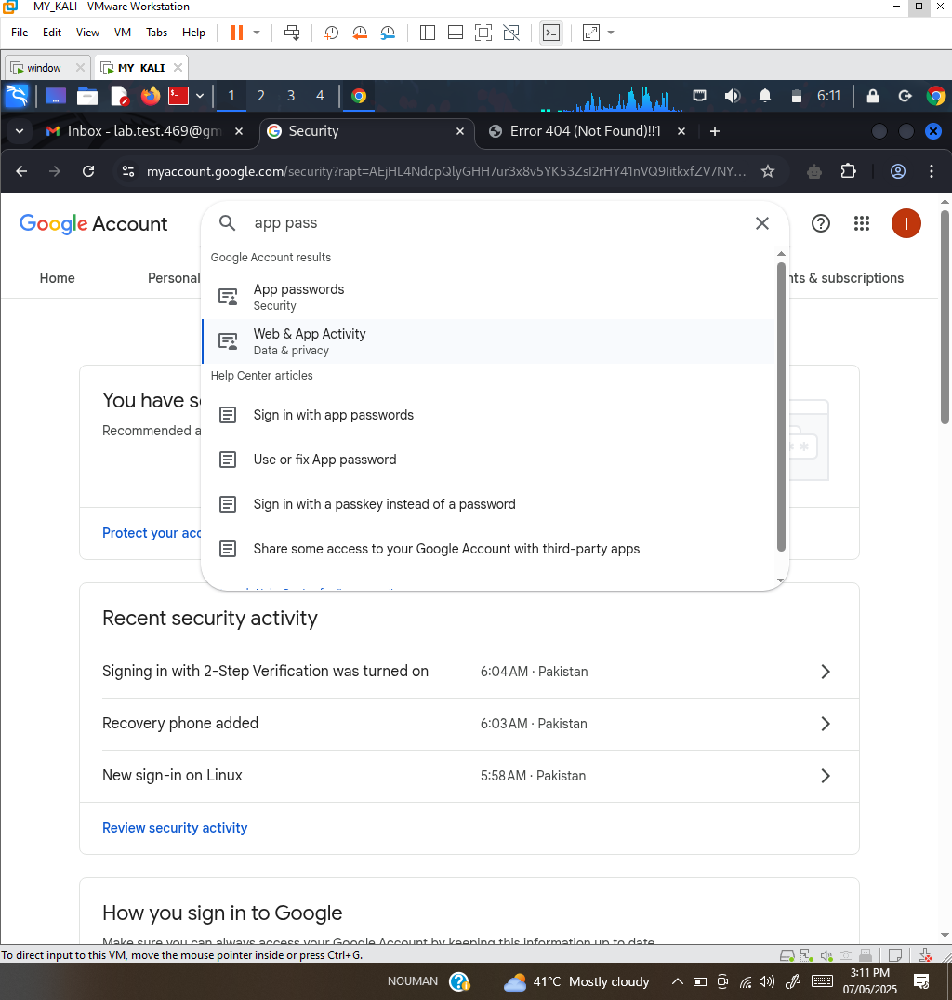 MY_KALI - VMware Workstation
File Edit View VM Tabs Help
window MY_KALI
1 2 3 4 6:11
Inbox - lab.test.469@gm Security Error 404 (Not Found)!!1
myaccount.google.com/security?rapt=AEjHL4NdcpQlyGHH7ur3x8v5YK53ZsI2rHY41nVQ9IitkxfZV7NY...
Google Account app pass I
Google Account results
Home Personal nts & subscriptions
App passwords
Security
Web & App Activity
Data & privacy
Help Center articles
You have se
Sign in with app passwords
Recommended a
Use or fix App password
Sign in with a passkey instead of a password
Protect your acc
Share some access to your Google Account with third-party apps
Recent security activity
Signing in with 2-Step Verification was turned on 6:04 AM · Pakistan
Recovery phone added 6:03 AM · Pakistan
New sign-in on Linux 5:58 AM · Pakistan
Review security activity
How you sign in to Google
Make sure you can always access your Google Account by keeping this information up to date
To direct input to this VM, move the mouse pointer inside or press Ctrl+G.
NOUMAN 41°C Mostly cloudy 3:11 PM
07/06/2025